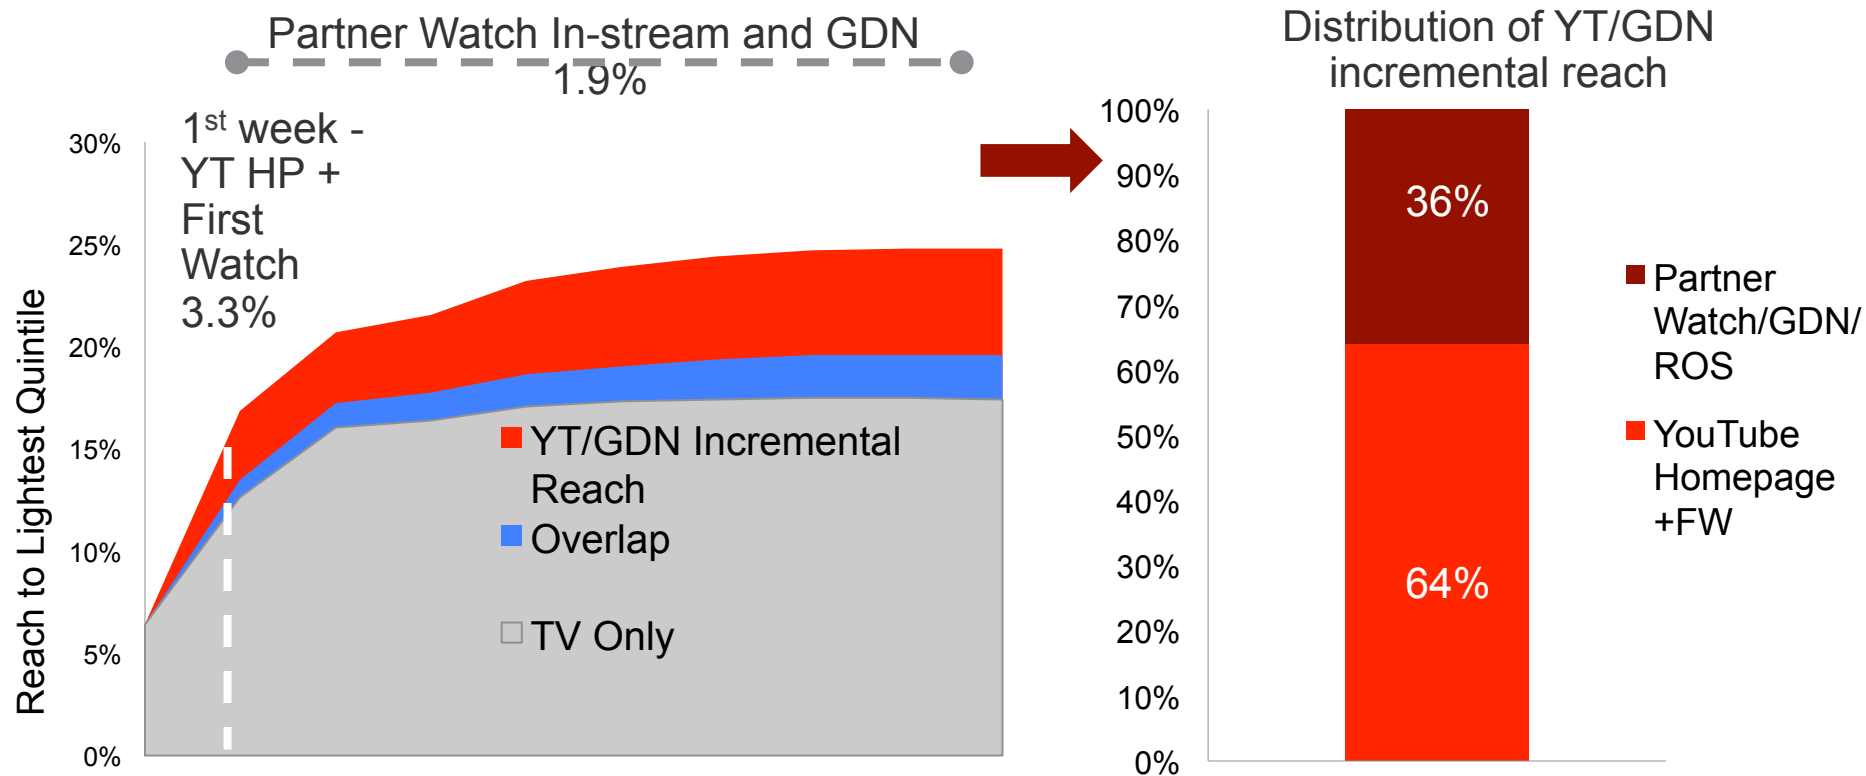 Partner Watch In-stream and GDN
1.9%
1st week -
YT HP +
First
Watch
3.3%
Reach to Lightest Quintile
30%
25%
20%
15%
10%
5%
0%
YT/GDN Incremental
Reach
Overlap
TV Only
Distribution of YT/GDN
incremental reach
100%
90%
80%
70%
60%
50%
40%
30%
20%
10%
0%
36%
64%
Partner
Watch/GDN/
ROS
YouTube
Homepage
+FW